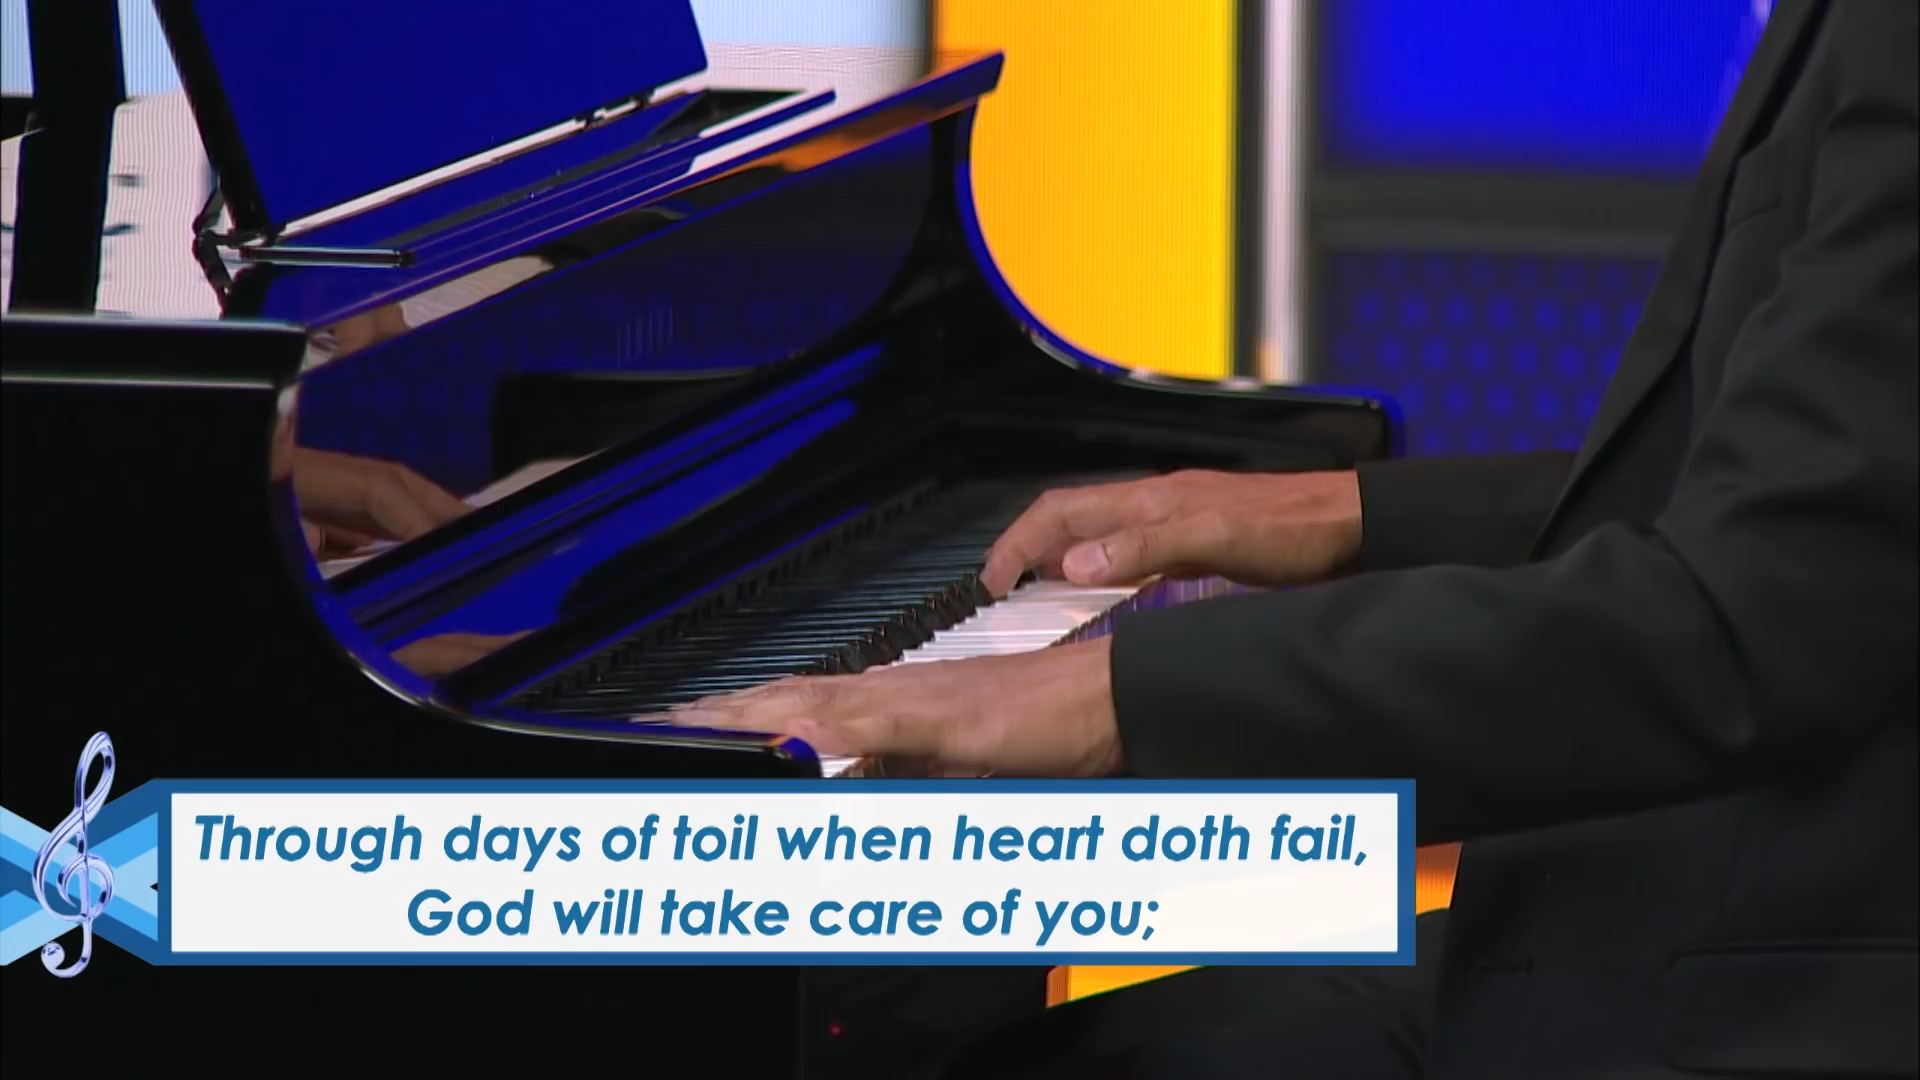 Through days of toil when heart doth fail,
God will take care of you;